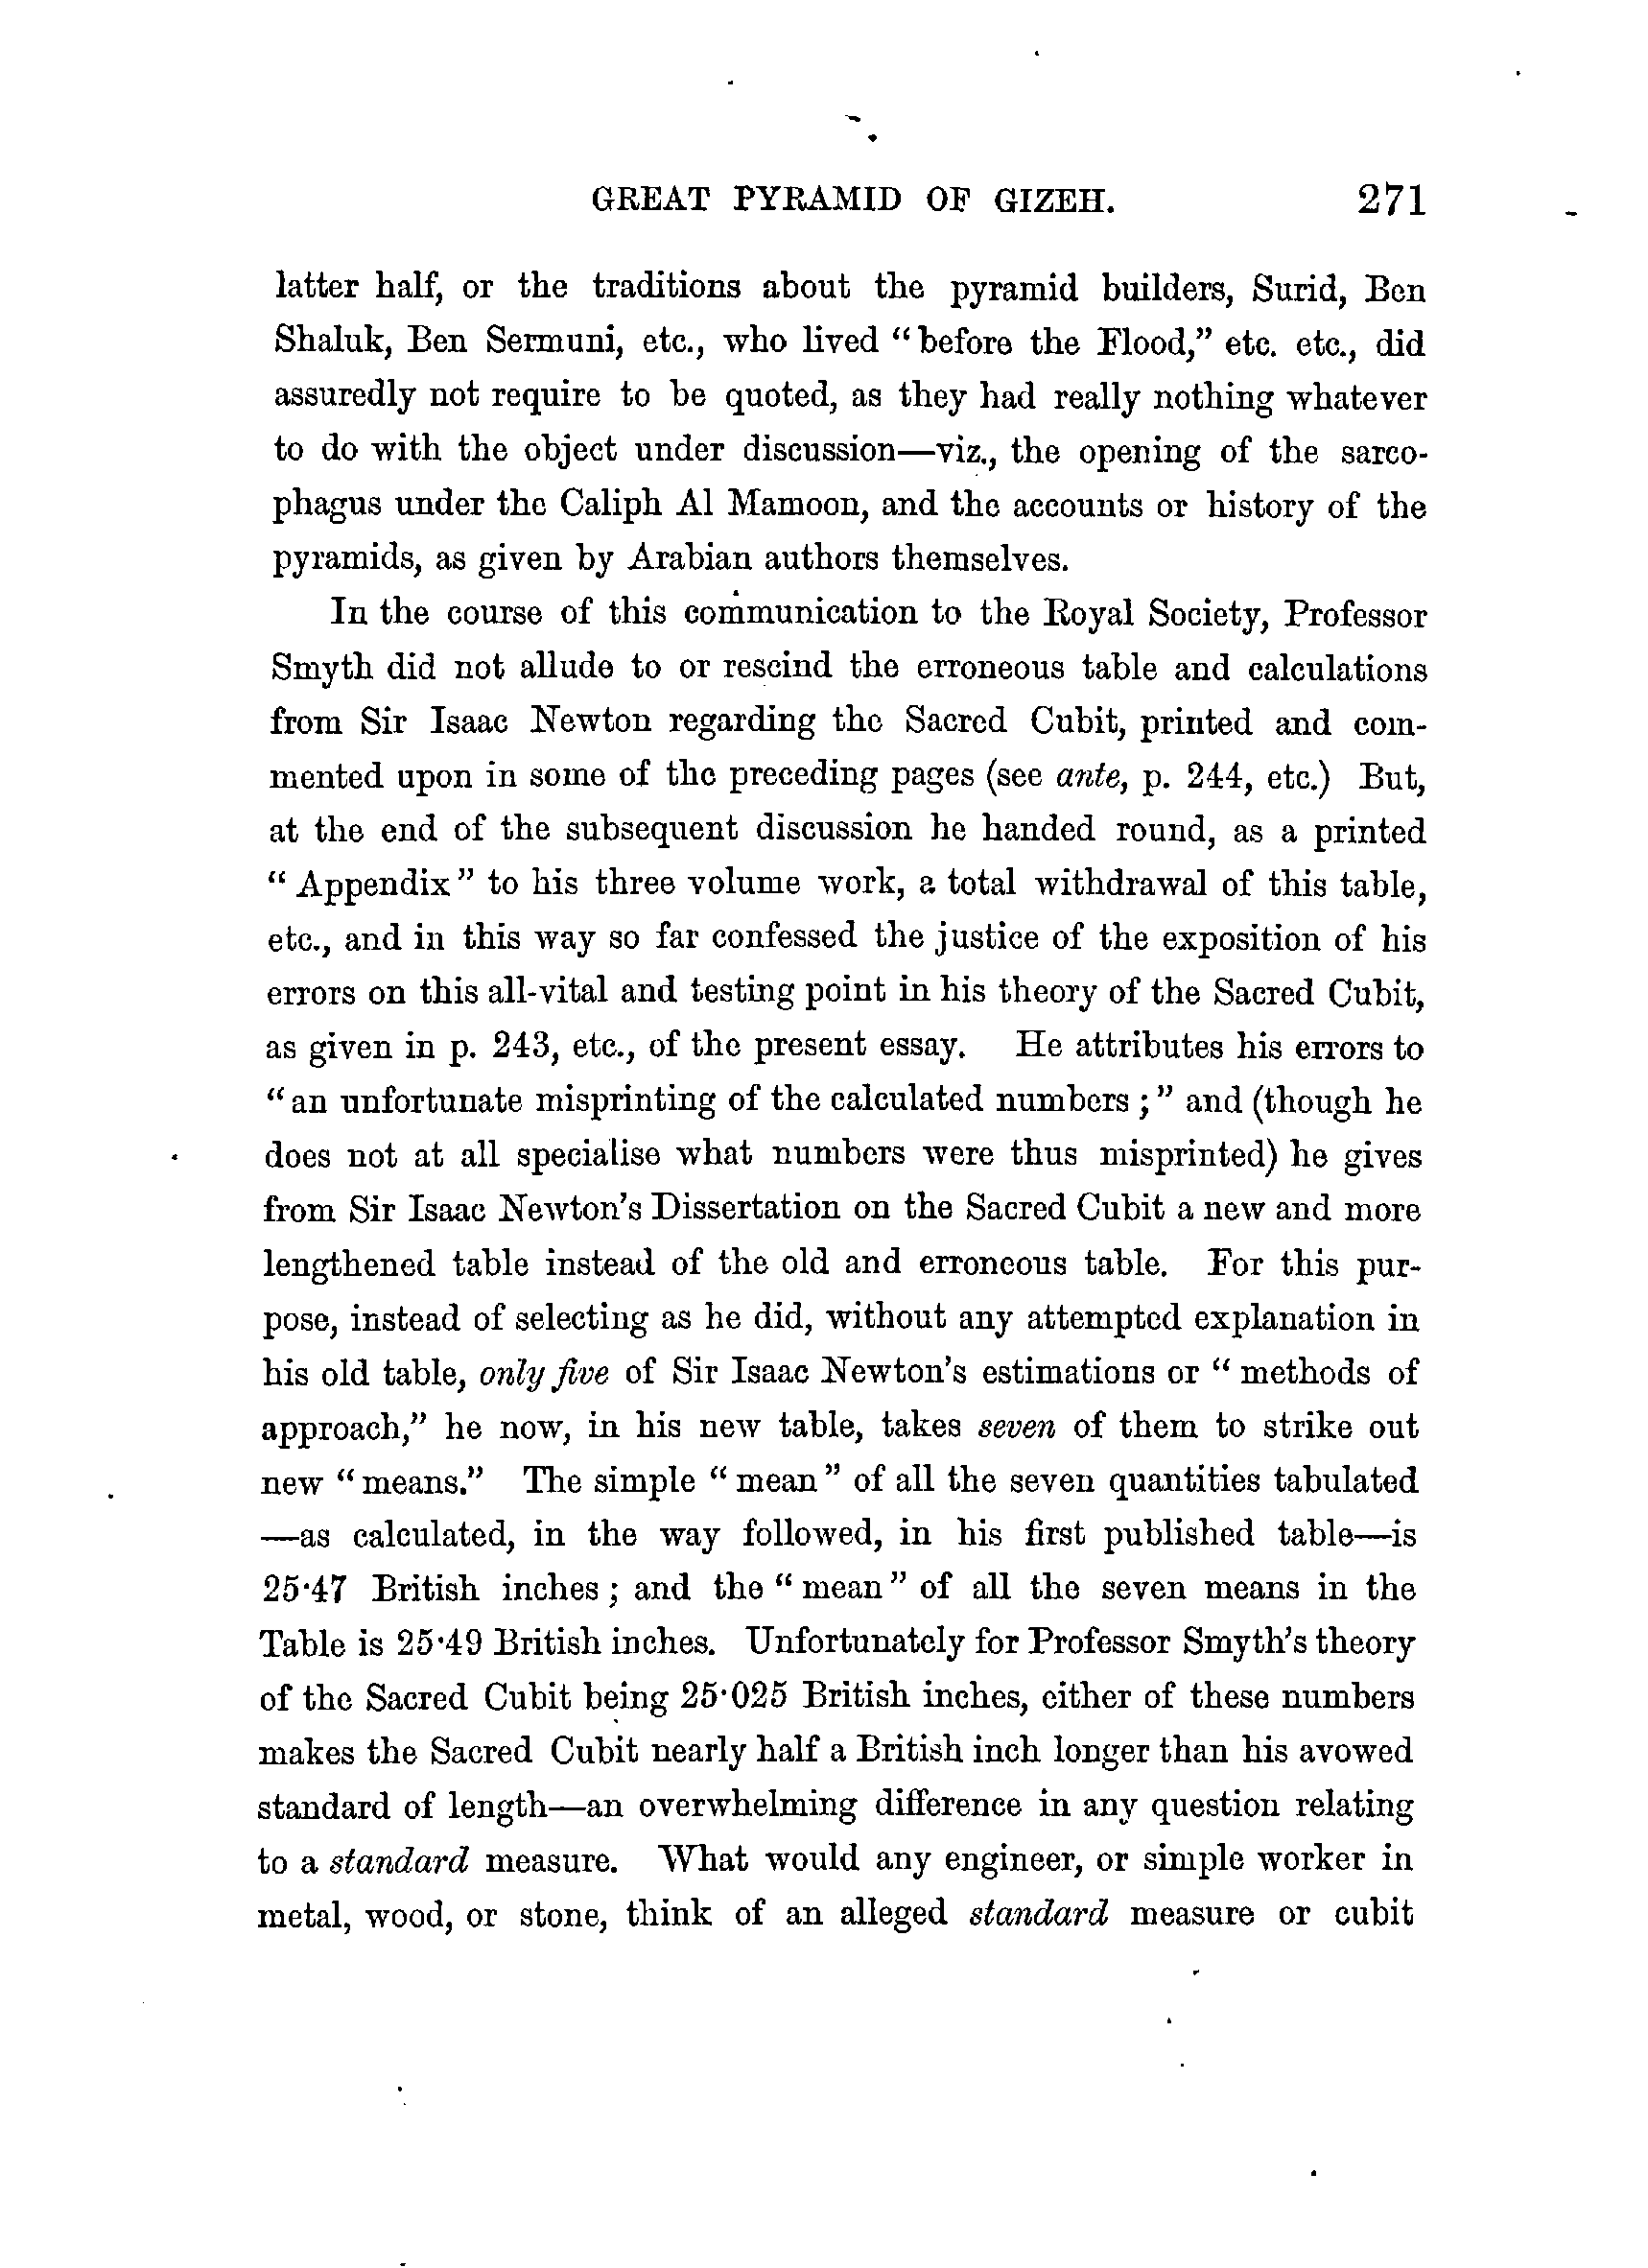 GREAT PYRAMID OF GIZEH. 271
latter half, or the traditions about the pyramid builders, Surid, Ben
Shaluk, Ben Sermuni, etc., who lived “before the Flood,” etc. etc., did
assuredly not require to be quoted, as they had really nothing whatever
to do with the object under discussion—viz., the opening of the sarco-
phagus under the Caliph Al Mamoon, and the accounts or history of the
pyramids, as given by Arabian authors themselves.
In the course of this communication to the Royal Society, Professor
Smyth did not allude to or rescind the erroneous table and calculations
from Sir Isaac Newton regarding the Sacred Cubit, printed and com-
mented upon in some of the preceding pages (see ante, p. 244, etc.) But,
at the end of the subsequent discussion he handed round, as a printed
“Appendix” to his three volume work, a total withdrawal of this table,
etc., and in this way so far confessed the justice of the exposition of his
errors on this all-vital and testing point in his theory of the Sacred Cubit,
as given in p. 243, etc., of the present essay. He attributes his errors to
“an unfortunate misprinting of the calculated numbers;” and (though he
does not at all specialise what numbers were thus misprinted) he gives
from Sir Isaac Newton’s Dissertation on the Sacred Cubit a new and more
lengthened table instead of the old and erroneous table. For this pur-
pose, instead of selecting as he did, without any attempted explanation in
his old table, only five of Sir Isaac Newton’s estimations or “methods of
approach,” he now, in his new table, takes seven of them to strike out
new “means.” The simple “mean” of all the seven quantities tabulated
—as calculated, in the way followed, in his first published table—is
25·47 British inches; and the “mean” of all the seven means in the
Table is 25·49 British inches. Unfortunately for Professor Smyth’s theory
of the Sacred Cubit being 25·025 British inches, either of these numbers
makes the Sacred Cubit nearly half a British inch longer than his avowed
standard of length—an overwhelming difference in any question relating
to a standard measure. What would any engineer, or simple worker in
metal, wood, or stone, think of an alleged standard measure or cubit